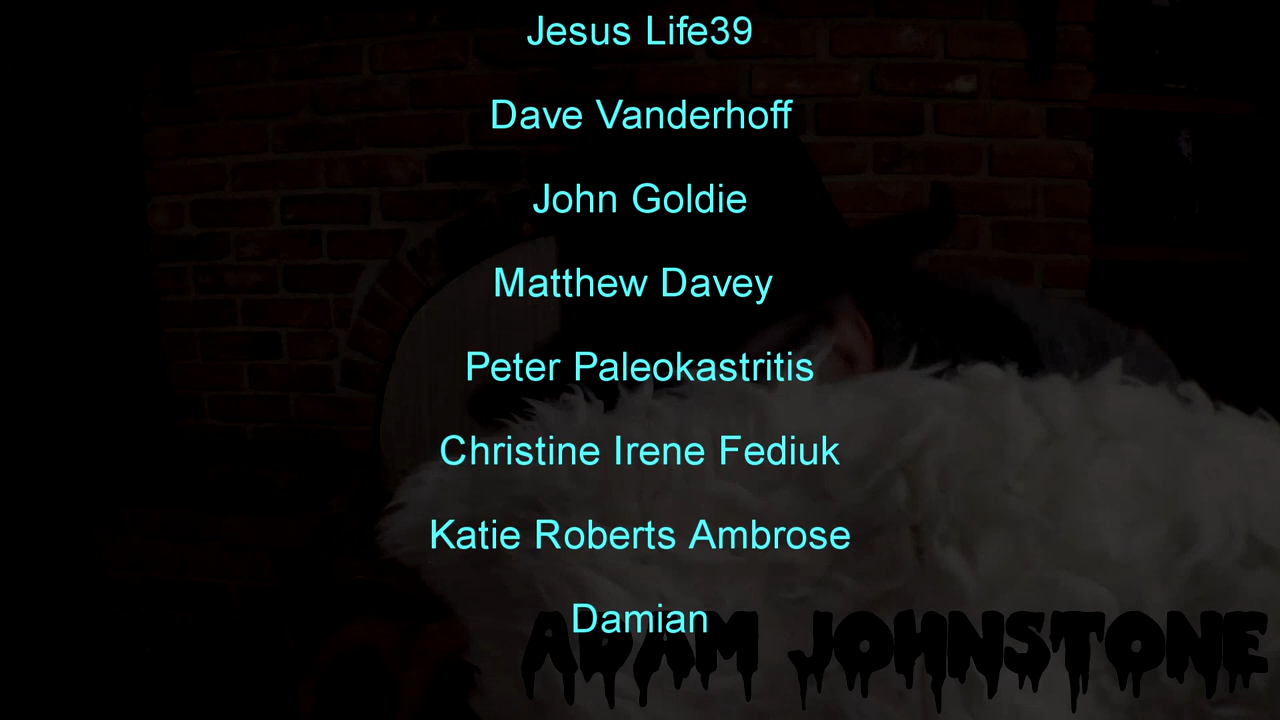 Jesus Life39
Dave Vanderhoff
John Goldie
Matthew Davey
Peter Paleokastritis
Christine Irene Fediuk
Katie Roberts Ambrose
Damian
ADAM JOHNSTONE